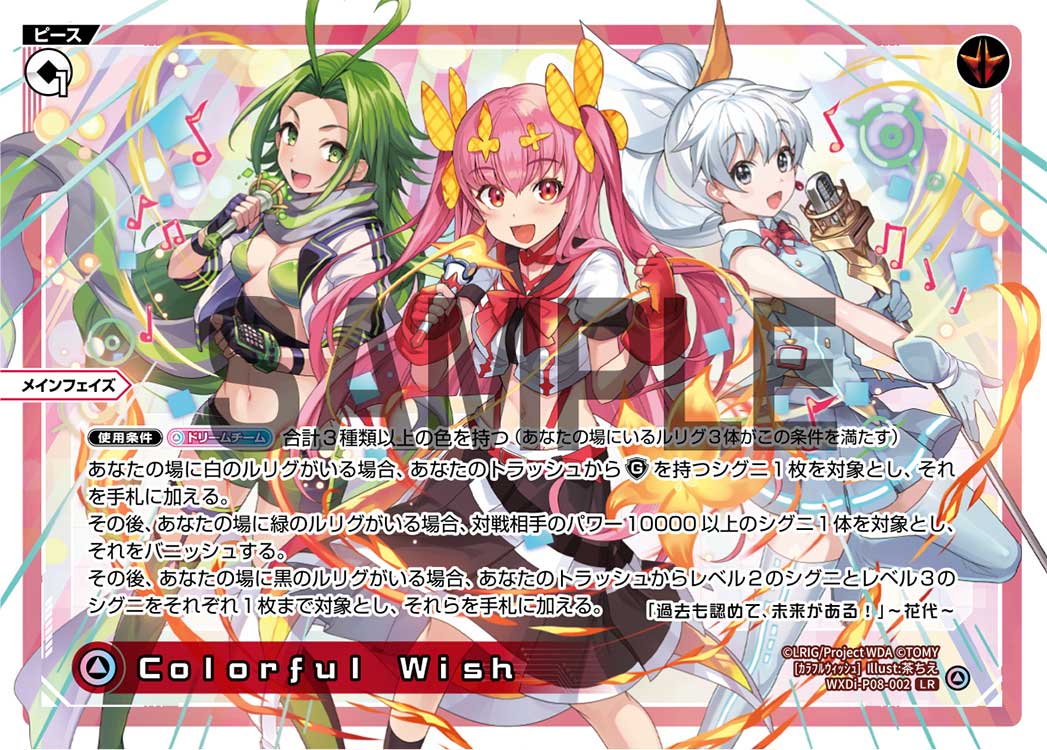 ピース
1
メインフェイズ
SAMPLE
使用条件 ドリームチーム 合計3種類以上の色を持つ（あなたの場にいるルリグ3体がこの条件を満たす）
あなたの場に白のルリグがいる場合、あなたのトラッシュから G を持つシグニ1枚を対象とし、それ
を手札に加える。
その後、あなたの場に緑のルリグがいる場合、対戦相手のパワー10000以上のシグニ1体を対象とし、
それをバニッシュする。
その後、あなたの場に黒のルリグがいる場合、あなたのトラッシュからレベル2のシグニとレベル3の
シグニをそれぞれ1枚まで対象とし、それらを手札に加える。 「過去も認めて、未来がある！」～花代～
Colorful Wish
©LRIG/Project WDA ©TOMY
[カラフルウィッシュ] Illust:茶ちえ
WXDi-P08-002 LR